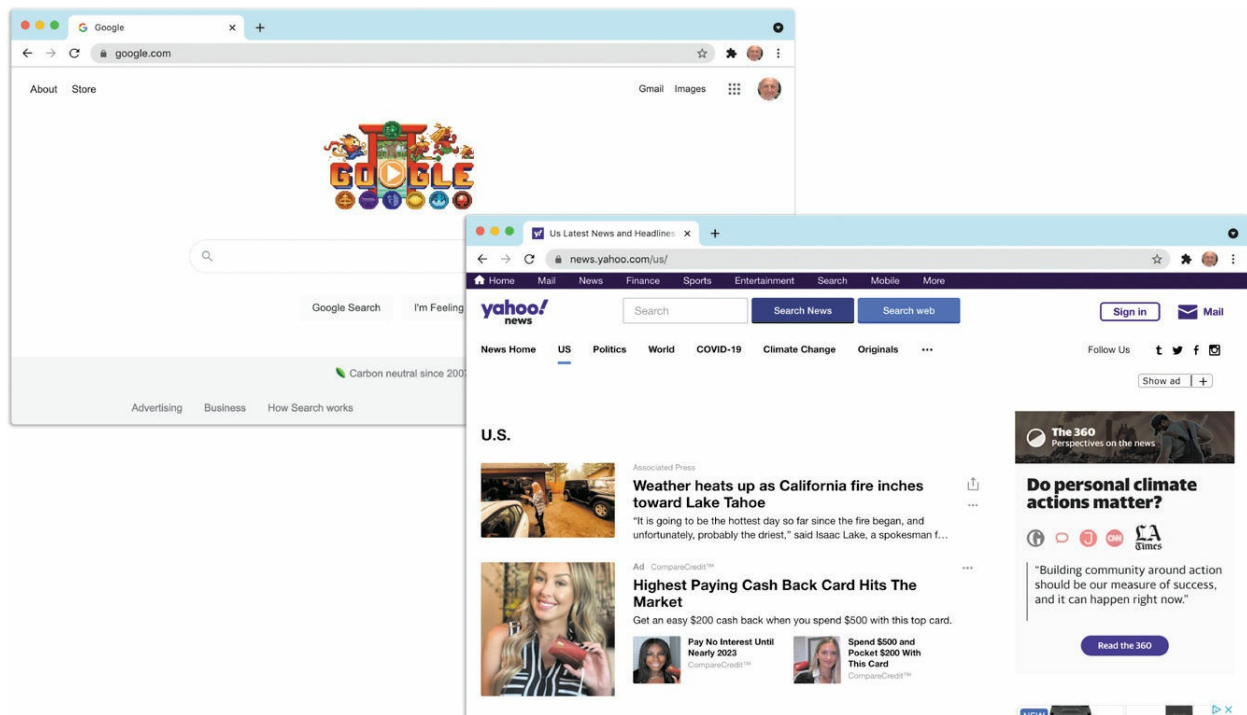 Google
google.com
About Store
Gmail Images
GOOGLE
Google Search I'm Feeling
Carbon neutral since 2007
Advertising Business How Search works
Us Latest News and Headlines
news.yahoo.com/us/
Home Mail News Finance Sports Entertainment Search Mobile More
yahoo!
news
Search Search News Search web
Sign in Mail
News Home US Politics World COVID-19 Climate Change Originals ...
Follow Us
Show ad +
U.S.
Associated Press
Weather heats up as California fire inches
toward Lake Tahoe
"It is going to be the hottest day so far since the fire began, and
unfortunately, probably the driest," said Isaac Lake, a spokesman f...
Ad CompareCredit™
Highest Paying Cash Back Card Hits The
Market
Get an easy $200 cash back when you spend $500 with this top card.
Pay No Interest Until
Nearly 2023
CompareCredit™
Spend $500 and
Pocket $200 With
This Card
CompareCredit™
The 360
Perspectives on the news
Do personal climate
actions matter?
CNN
LA
Times
"Building community around action
should be our measure of success,
and it can happen right now."
Read the 360
NEW